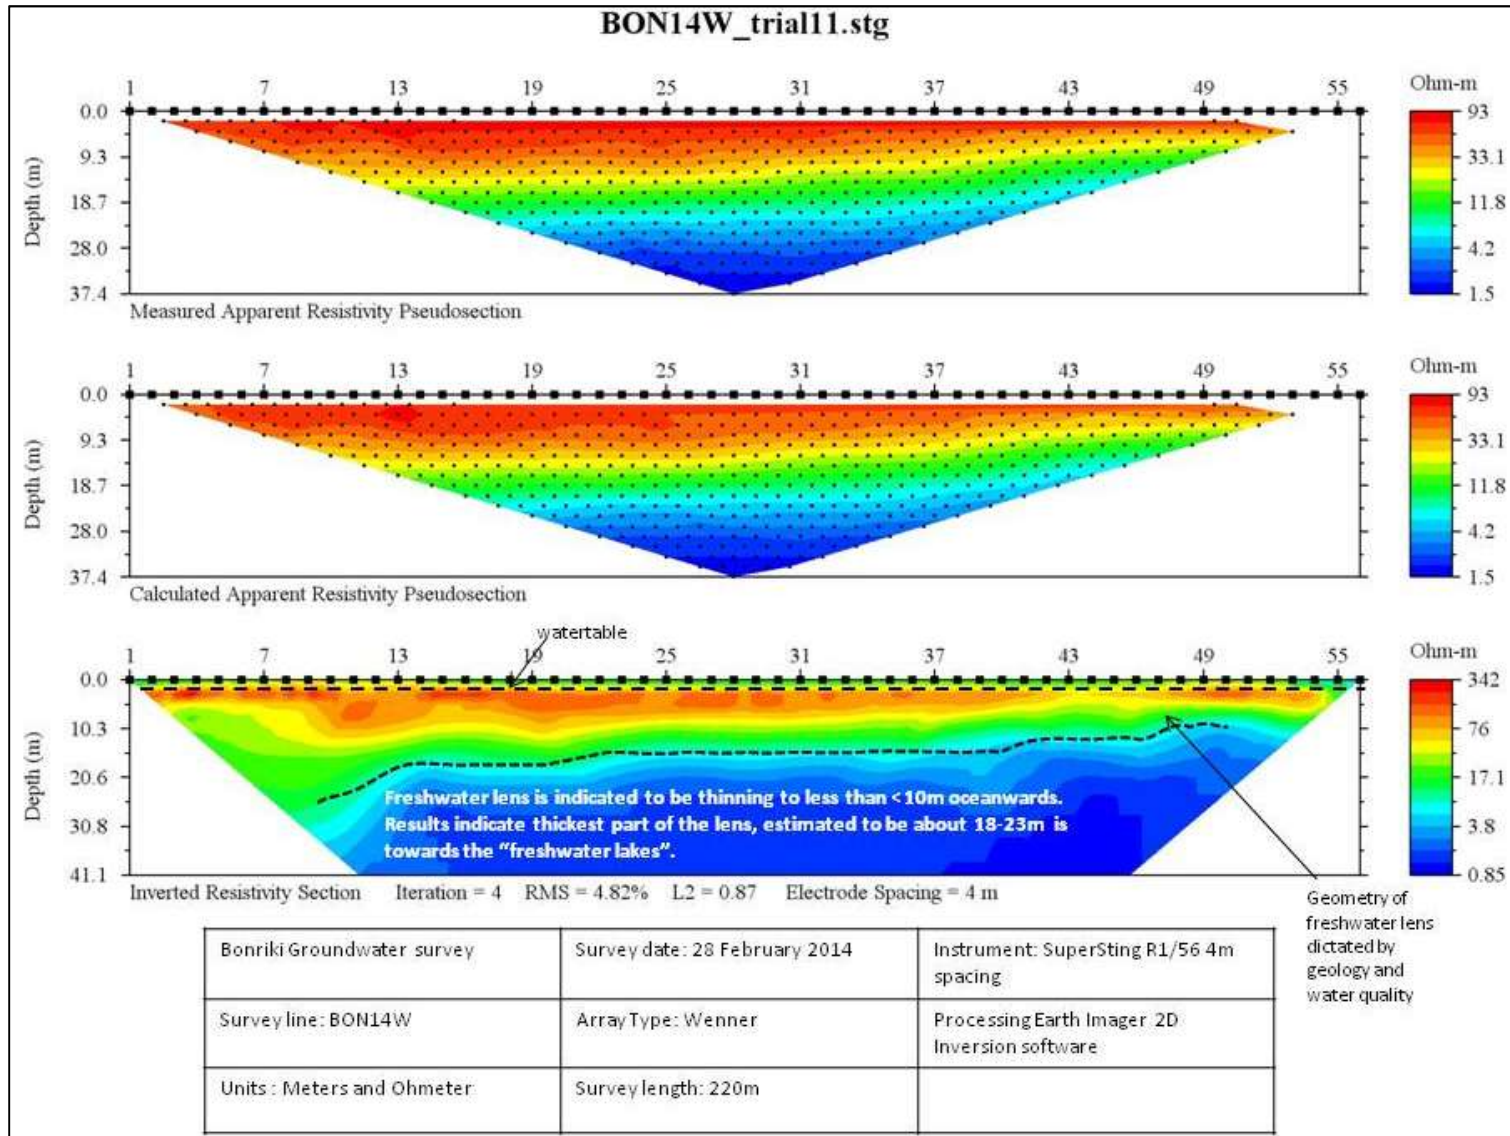 BON14W_trial11.stg
1 7 13 19 25 31 37 43 49 55
Ohm-m
Depth (m)
0.0
9.3
18.7
28.0
37.4
93
33.1
11.8
4.2
1.5
Measured Apparent Resistivity Pseudosection
1 7 13 19 25 31 37 43 49 55
Ohm-m
Depth (m)
0.0
9.3
18.7
28.0
37.4
93
33.1
11.8
4.2
1.5
Calculated Apparent Resistivity Pseudosection
watertable
1 7 13 19 25 31 37 43 49 55
Ohm-m
Depth (m)
0.0
10.3
20.6
30.8
41.1
342
76
17.1
3.8
0.85
Freshwater lens is indicated to be thinning to less than <10m oceanwards.
Results indicate thickest part of the lens, estimated to be about 18-23m is
towards the “freshwater lakes”.
Inverted Resistivity Section Iteration = 4 RMS = 4.82% L2 = 0.87 Electrode Spacing = 4 m
Geometry of
freshwater lens
dictated by
geology and
water quality
Bonriki Groundwater survey
Survey date: 28 February 2014
Instrument: SuperSting R1/56 4m
spacing
Survey line: BON14W
Array Type: Wenner
Processing Earth Imager 2D
Inversion software
Units : Meters and Ohmeter
Survey length: 220m